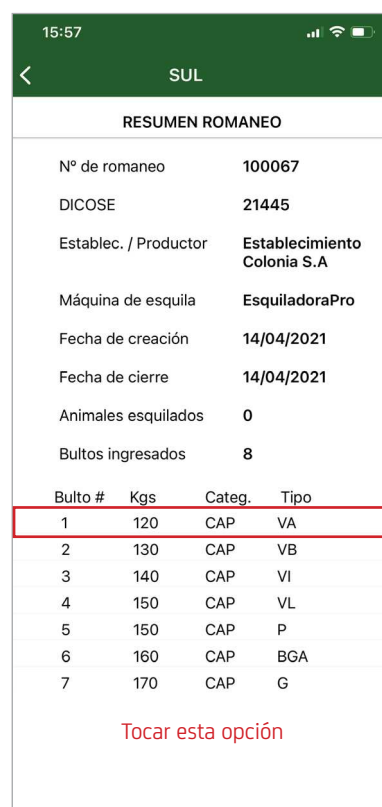 15:57
SUL
RESUMEN ROMANEO
Nº de romaneo 100067
DICOSE 21445
Establec. / Productor Establecimiento
Colonia S.A
Máquina de esquila EsquiladoraPro
Fecha de creación 14/04/2021
Fecha de cierre 14/04/2021
Animales esquilados 0
Bultos ingresados 8
Bulto # Kgs Categ. Tipo
1 120 CAP VA
2 130 CAP VB
3 140 CAP VI
4 150 CAP VL
5 150 CAP P
6 160 CAP BGA
7 170 CAP G
Tocar esta opción